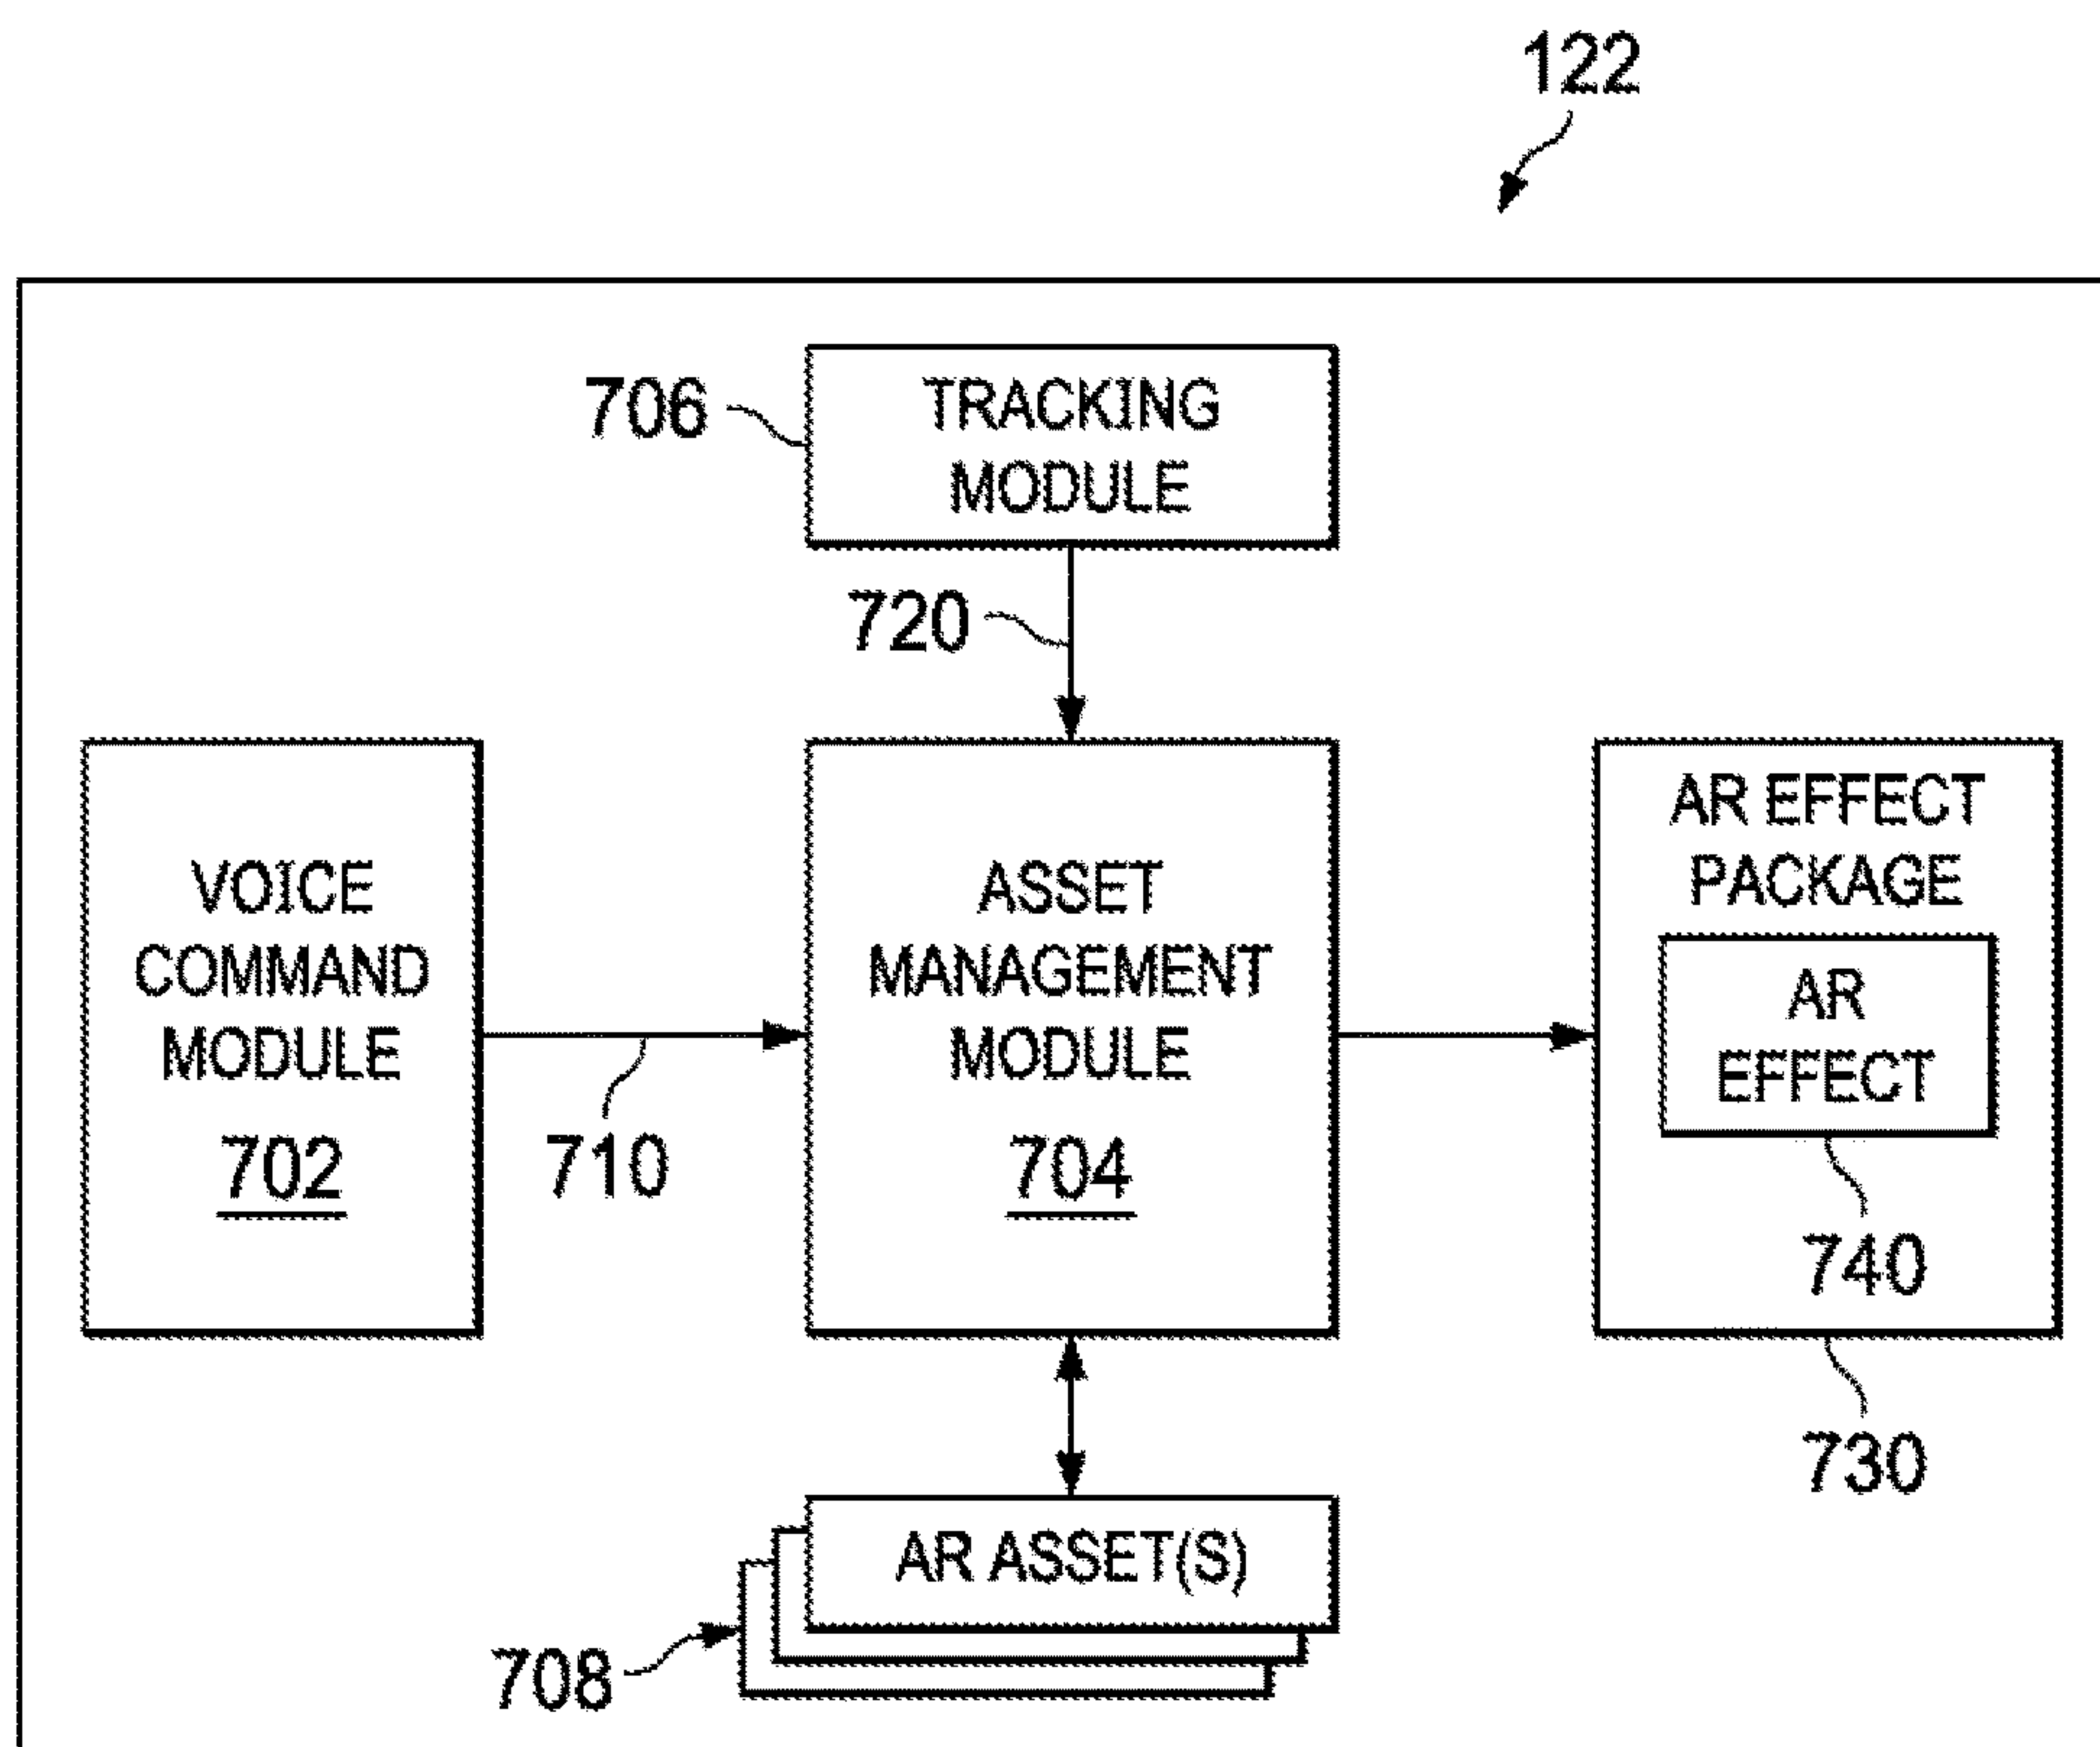 122
706
TRACKING
MODULE
720
VOICE
COMMAND
MODULE
702
710
ASSET
MANAGEMENT
MODULE
704
AR EFFECT
PACKAGE
AR
EFFECT
740
730
AR ASSET(S)
708